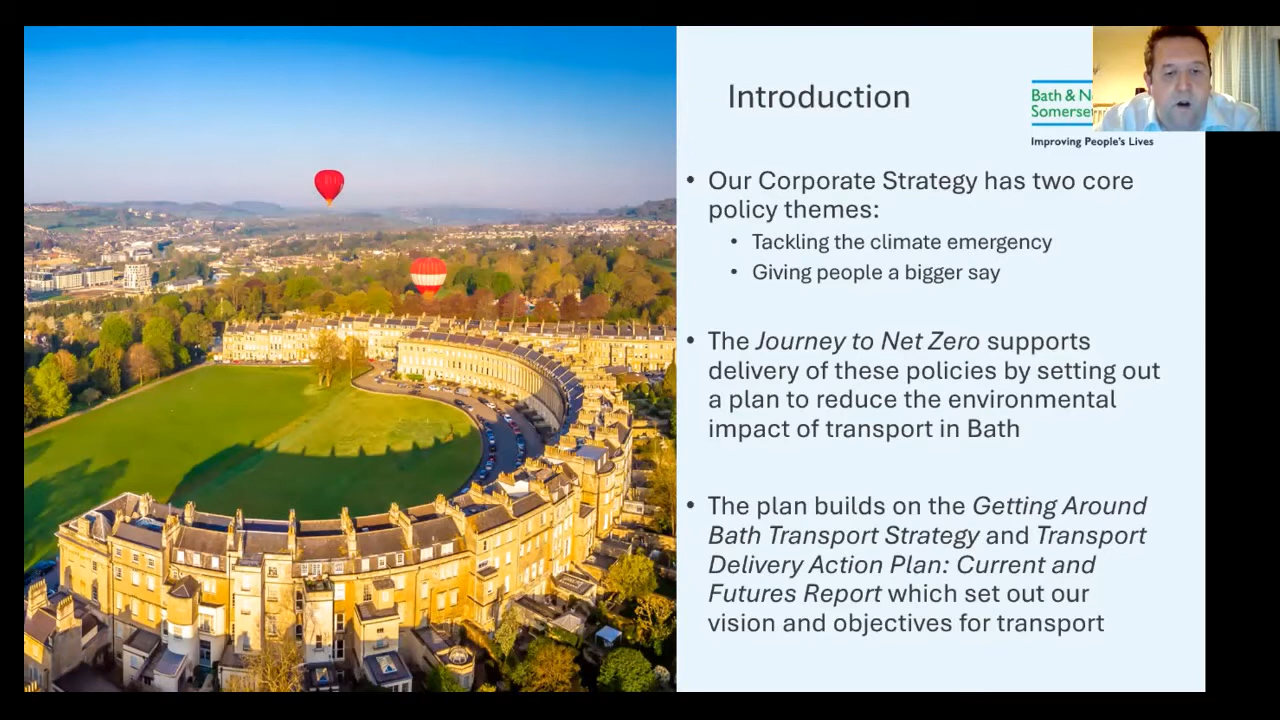 Introduction
Bath & N
Somerse
Improving People's Lives
• Our Corporate Strategy has two core
policy themes:
• Tackling the climate emergency
• Giving people a bigger say
• The Journey to Net Zero supports
delivery of these policies by setting out
a plan to reduce the environmental
impact of transport in Bath
• The plan builds on the Getting Around
Bath Transport Strategy and Transport
Delivery Action Plan: Current and
Futures Report which set out our
vision and objectives for transport